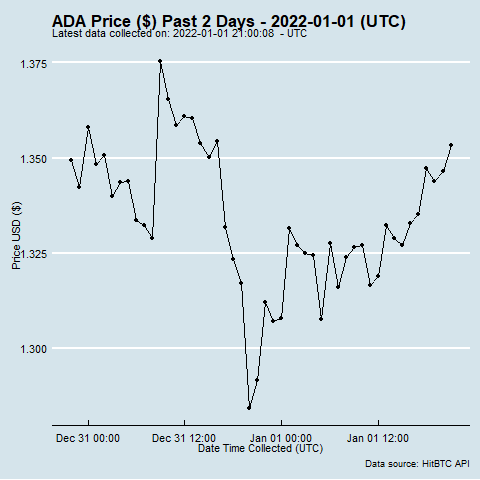 ADA Price ($) Past 2 Days - 2022-01-01 (UTC)
Latest data collected on: 2022-01-01 21:00:08 - UTC
1.375
1.350
1.325
1.300
Price USD ($)
Dec 31 00:00 Dec 31 12:00 Jan 01 00:00 Jan 01 12:00
Date Time Collected (UTC)
Data source: HitBTC API